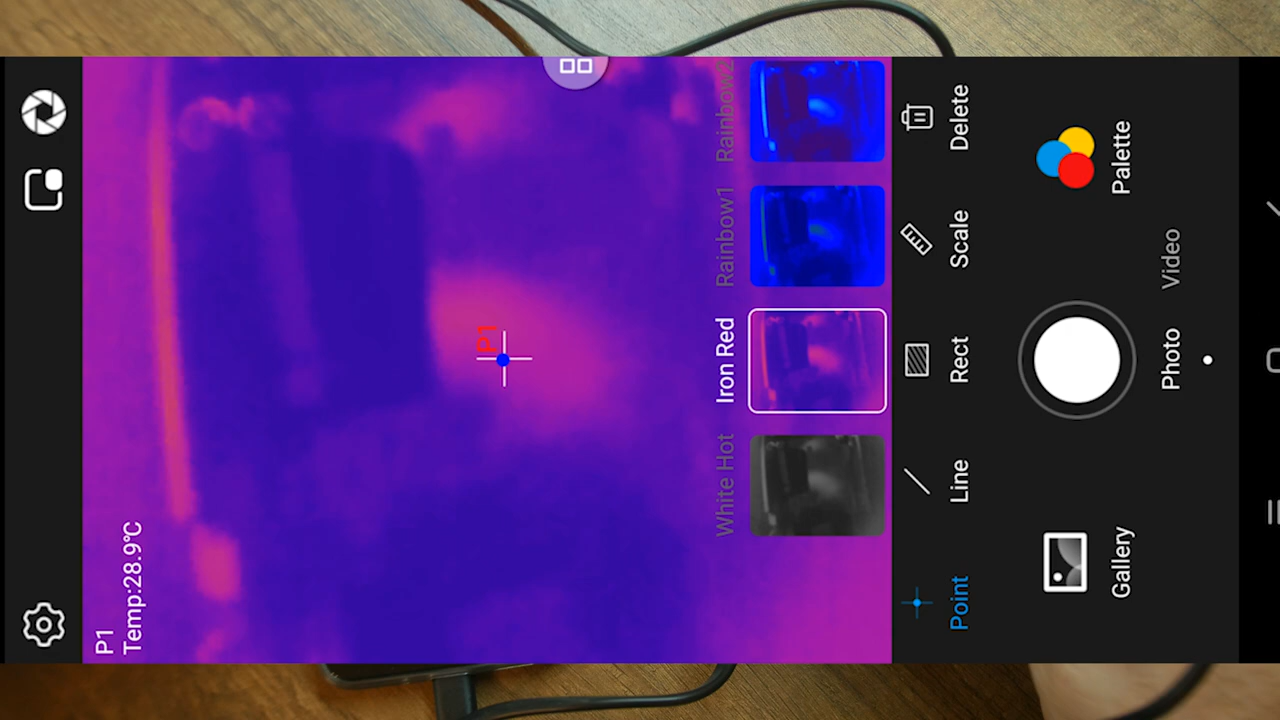 P1
Temp:28.9℃
P1
White Hot
Iron Red
Rainbow1
Rainbow2
Point
Line
Rect
Scale
Delete
Gallery
Palette
Photo
Video